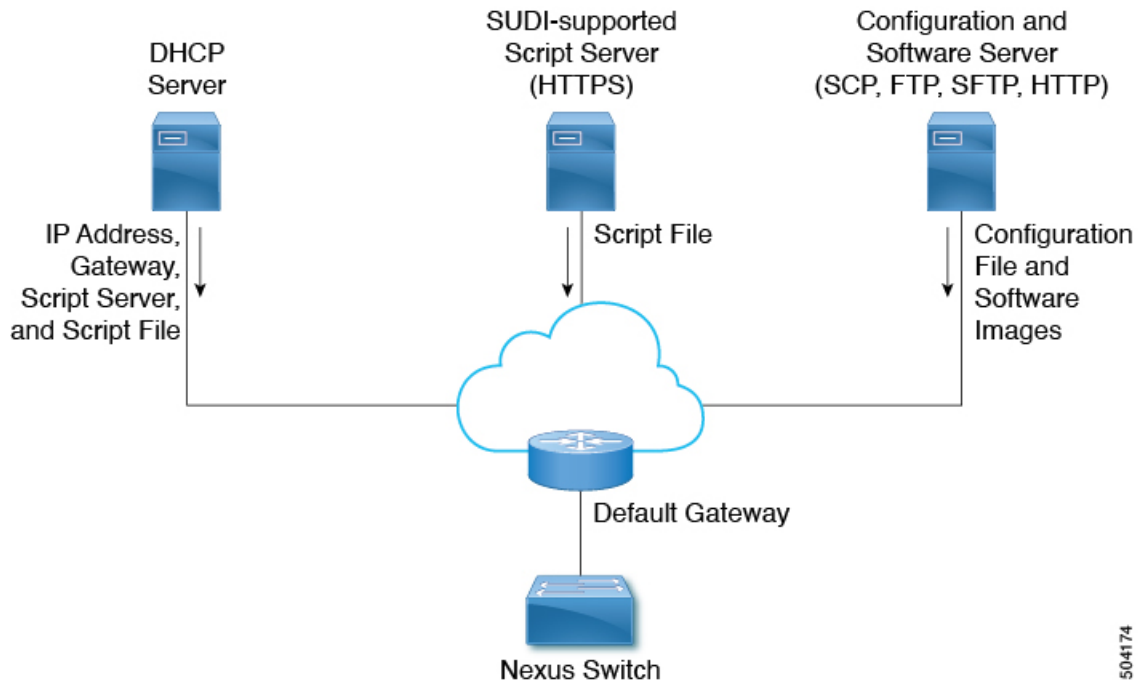 DHCP
Server
SUDI-supported
Script Server
(HTTPS)
Configuration and
Software Server
(SCP, FTP, SFTP, HTTP)
IP Address,
Gateway,
Script Server,
and Script File
Script File
Configuration
File and
Software
Images
Default Gateway
Nexus Switch
504174